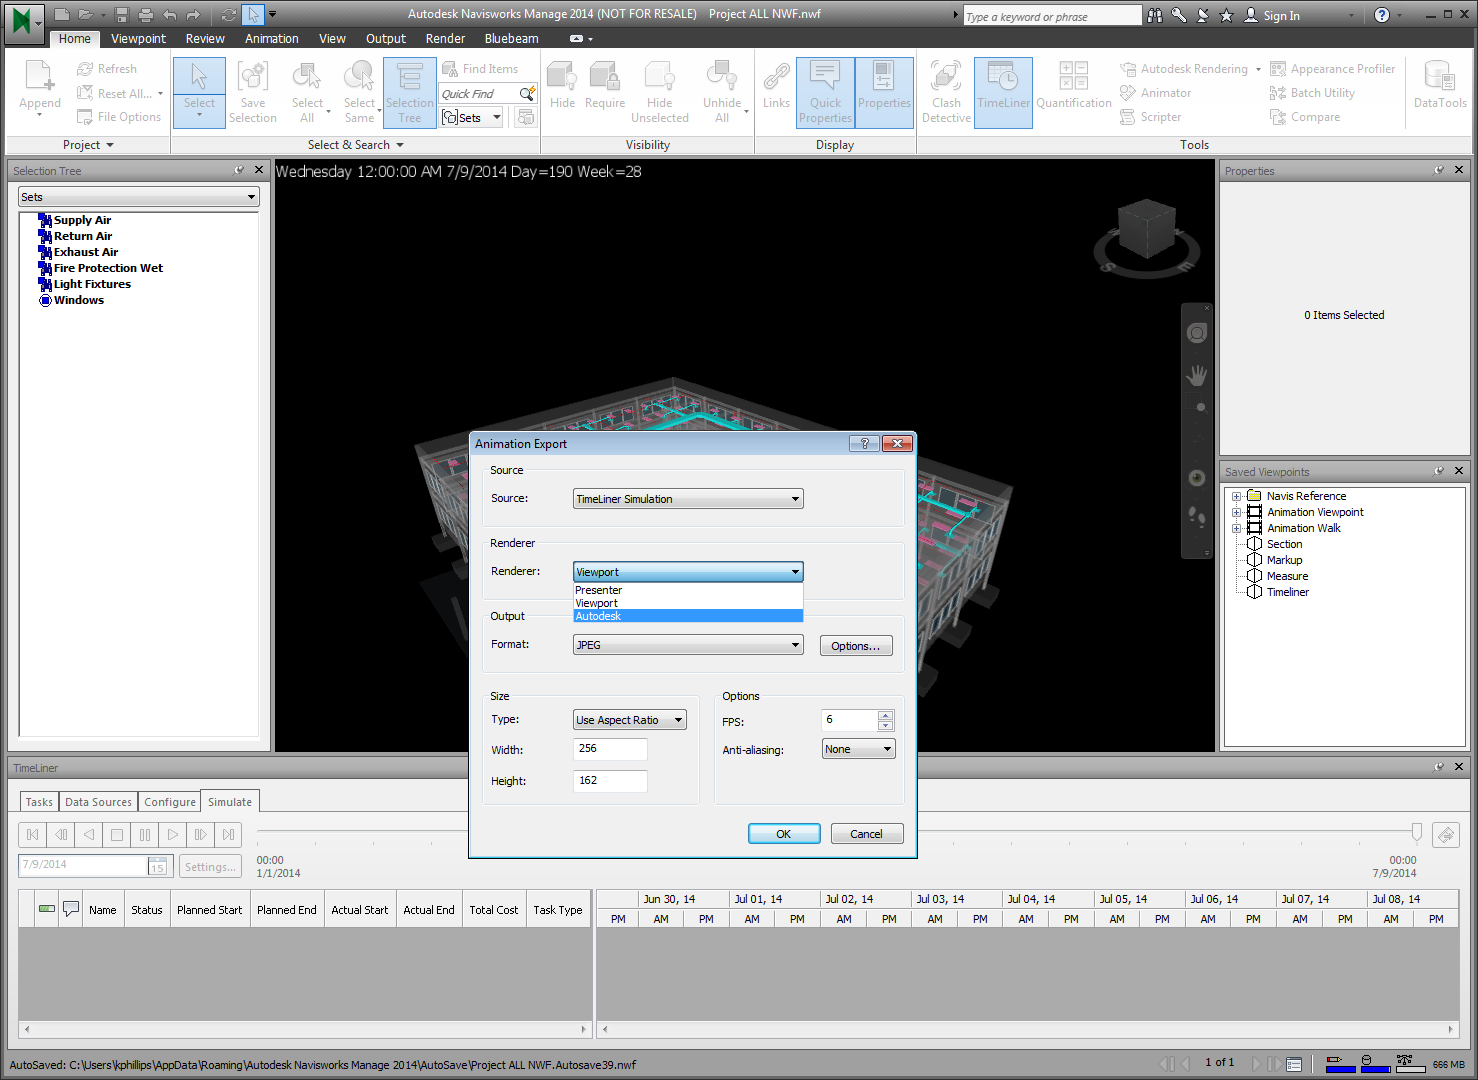 Autodesk Navisworks Manage 2014 (NOT FOR RESALE) Project ALL NWF.nwf
Type a keyword or phrase
Sign In
Home Viewpoint Review Animation View Output Render Bluebeam
Append
Refresh
Reset All...
File Options
Project
Select
Save Selection
Select All
Select Same
Selection Tree
Find Items
Quick Find
Sets
Select & Search
Hide
Require
Hide Unselected
Unhide All
Visibility
Links
Quick Properties
Properties
Display
Clash Detective
TimeLiner
Quantification
Autodesk Rendering
Animator
Scripter
Appearance Profiler
Batch Utility
Compare
DataTools
Tools
Selection Tree
Sets
Supply Air
Return Air
Exhaust Air
Fire Protection Wet
Light Fixtures
Windows
Wednesday 12:00:00 AM 7/9/2014 Day=190 Week=28
S
E
Properties
0 Items Selected
Saved Viewpoints
Navis Reference
Animation Viewpoint
Animation Walk
Section
Markup
Measure
Timeliner
Animation Export
Source
Source: TimeLiner Simulation
Renderer
Renderer: Viewport
Presenter
Viewport
Autodesk
Output
Format: JPEG Options...
Size
Type: Use Aspect Ratio
Width: 256
Height: 162
Options
FPS: 6
Anti-aliasing: None
OK Cancel
TimeLiner
Tasks Data Sources Configure Simulate
7/9/2014 15 Settings...
00:00
1/1/2014
00:00
7/9/2014
Name Status Planned Start Planned End Actual Start Actual End Total Cost Task Type
Jun 30, 14 Jul 01, 14 Jul 02, 14 Jul 03, 14 Jul 04, 14 Jul 05, 14 Jul 06, 14 Jul 07, 14 Jul 08, 14
PM AM PM AM PM AM PM AM PM AM PM AM PM AM PM AM PM AM PM
AutoSaved: C:\Users\kphillips\AppData\Roaming\Autodesk Navisworks Manage 2014\AutoSave\Project ALL NWF.Autosave39.nwf
1 of 1
666 MB